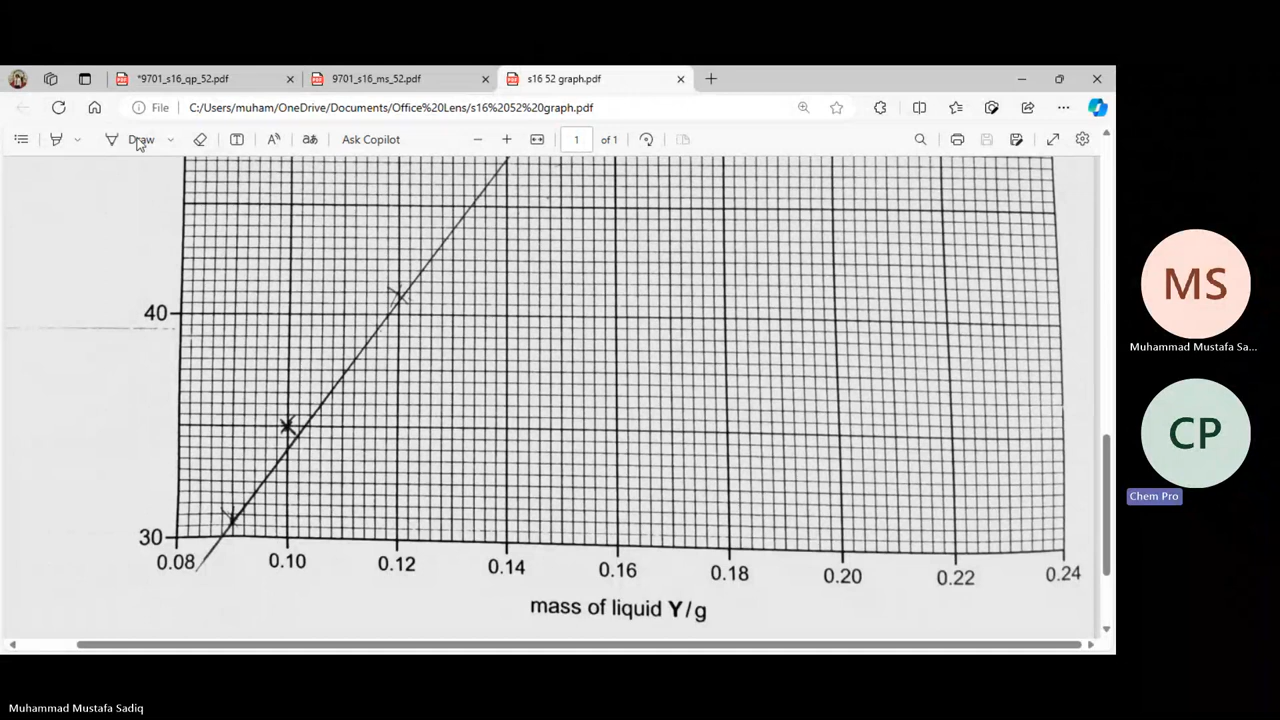 *9701_s16_qp_52.pdf
9701_s16_ms_52.pdf
s16 52 graph.pdf
File
C:/Users/muham/OneDrive/Documents/Office%20Lens/s16%2052%20graph.pdf
Draw
Ask Copilot
1
of 1
40
30
0.08
0.10
0.12
0.14
0.16
0.18
0.20
0.22
0.24
mass of liquid Y/g
MS
Muhammad Mustafa Sa...
CP
Chem Pro
Muhammad Mustafa Sadiq